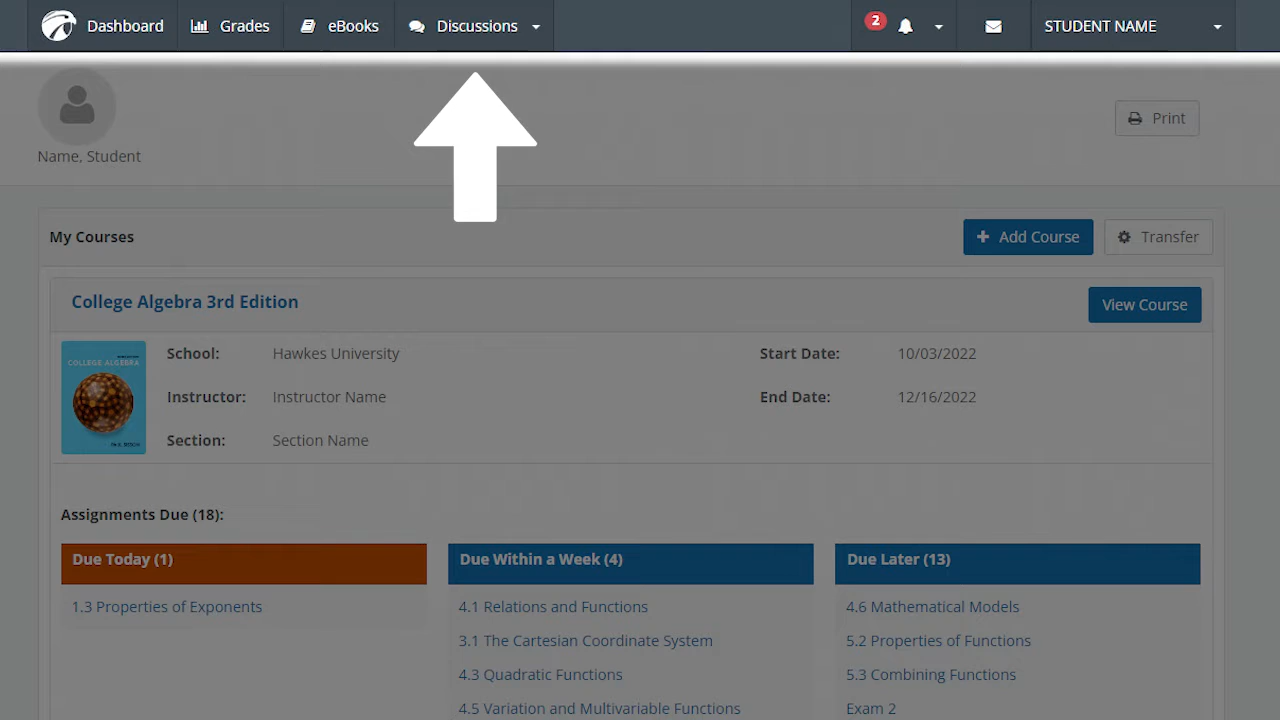 Dashboard Grades eBooks Discussions 2 STUDENT NAME
Print
Name, Student
My Courses Add Course Transfer
College Algebra 3rd Edition View Course
COLLEGE ALGEBRA
School: Hawkes University Start Date: 10/03/2022
Instructor: Instructor Name End Date: 12/16/2022
Section: Section Name
Assignments Due (18):
Due Today (1) Due Within a Week (4) Due Later (13)
1.3 Properties of Exponents 4.1 Relations and Functions 4.6 Mathematical Models
3.1 The Cartesian Coordinate System 5.2 Properties of Functions
4.3 Quadratic Functions 5.3 Combining Functions
4.5 Variation and Multivariable Functions Exam 2